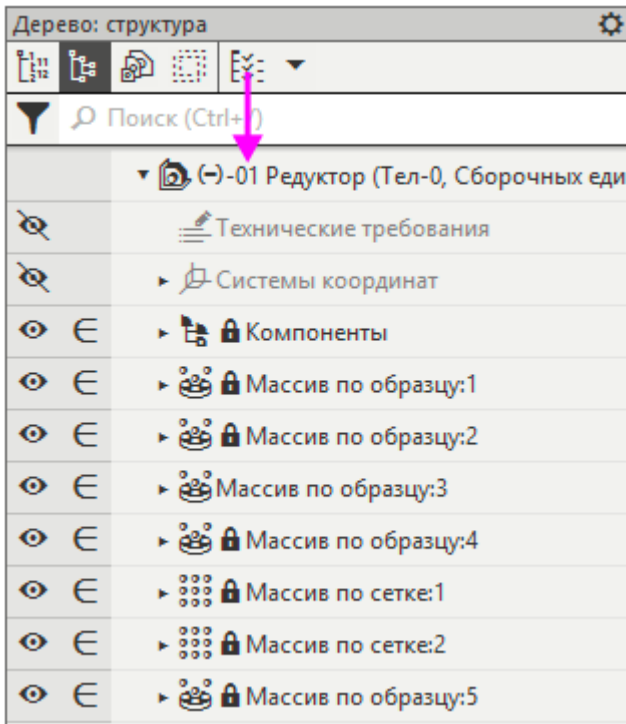 Дерево: структура
Поиск (Ctrl+/)
(-)-01 Редуктор (Тел-0, Сборочных еди
Технические требования
Системы координат
Компоненты
Массив по образцу:1
Массив по образцу:2
Массив по образцу:3
Массив по образцу:4
Массив по сетке:1
Массив по сетке:2
Массив по образцу:5